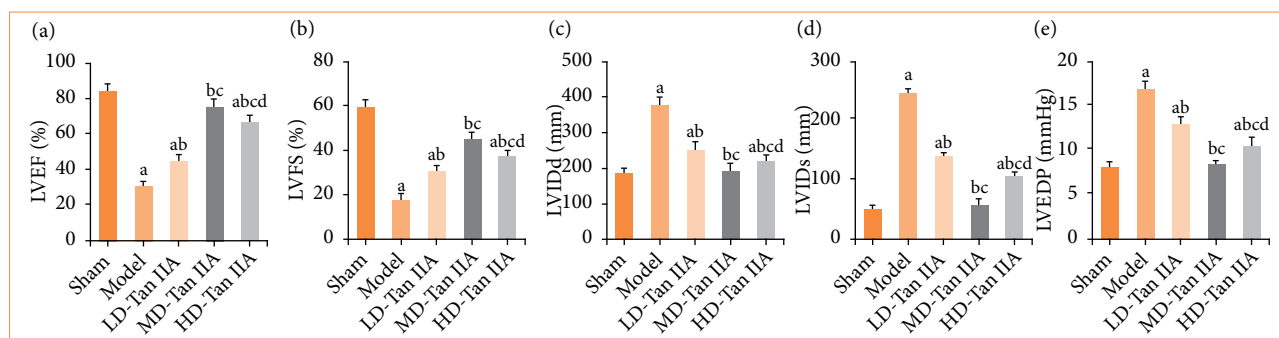 (a)
LVEF (%)
100
80
60
40
20
0
a
ab
bc
abcd
Sham
Model
LD-Tan IIA
MD-Tan IIA
HD-Tan IIA
(b)
LVFS (%)
80
60
40
20
0
a
ab
bc
abcd
Sham
Model
LD-Tan IIA
MD-Tan IIA
HD-Tan IIA
(c)
LVIDd (mm)
500
400
300
200
100
0
a
ab
bc
abcd
Sham
Model
LD-Tan IIA
MD-Tan IIA
HD-Tan IIA
(d)
LVIDs (mm)
300
200
100
0
a
ab
bc
abcd
Sham
Model
LD-Tan IIA
MD-Tan IIA
HD-Tan IIA
(e)
LVEDP (mmHg)
20
15
10
5
0
a
ab
bc
abcd
Sham
Model
LD-Tan IIA
MD-Tan IIA
HD-Tan IIA